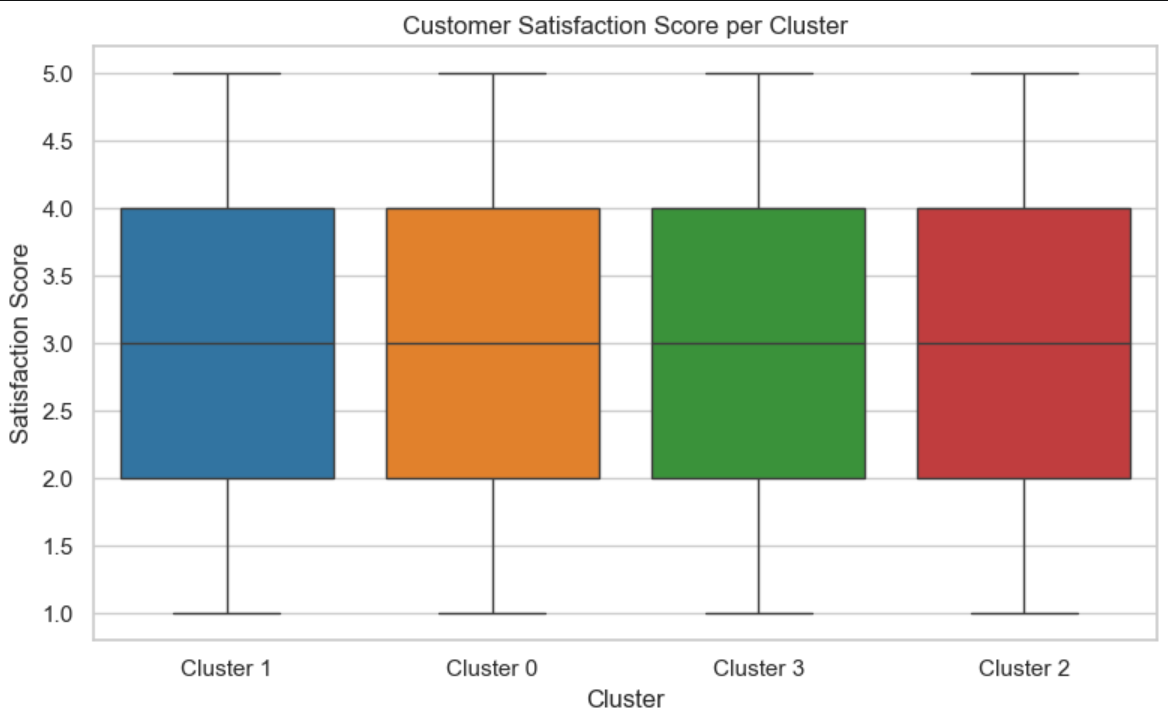 Customer Satisfaction Score per Cluster
Satisfaction Score
5.0
4.5
4.0
3.5
3.0
2.5
2.0
1.5
1.0
Cluster 1 Cluster 0 Cluster 3 Cluster 2
Cluster